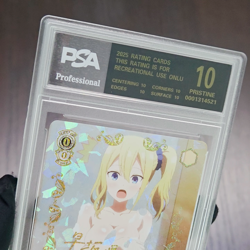 PSA
Professional
2025 RATING CARDS
THIS RATING IS FOR
RECREATIONAL USE ONLY
CENTERING 10 CORNERS 10
EDGES 10 SURFACE 10
10
PRISTINE
0001214521